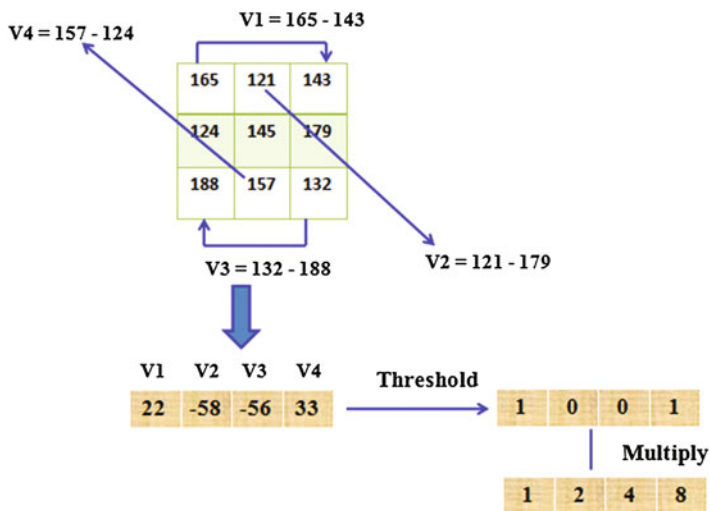 V1 = 165 - 143
V4 = 157 - 124
165 121 143
124 145 179
188 157 132
V3 = 132 - 188
V2 = 121 - 179
V1 V2 V3 V4
22 -58 -56 33
Threshold
1 0 0 1
Multiply
1 2 4 8